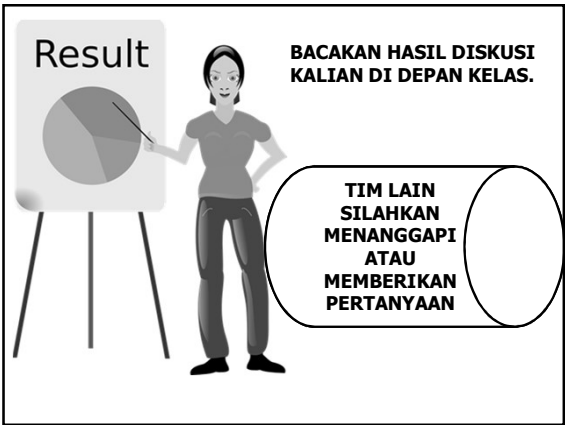 Result
BACAKAN HASIL DISKUSI
KALIAN DI DEPAN KELAS.
TIM LAIN
SILAHKAN
MENANGGAPI
ATAU
MEMBERIKAN
PERTANYAAN